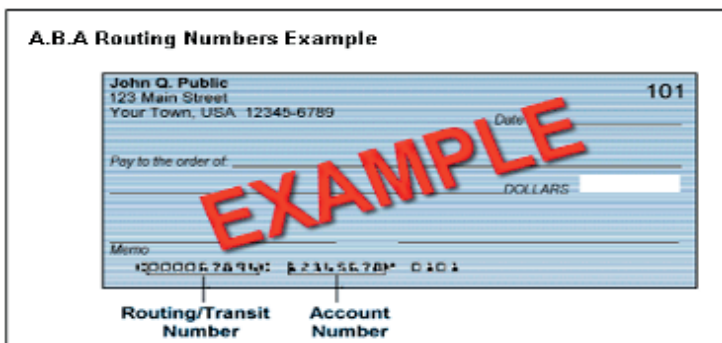 A.B.A Routing Numbers Example
John Q. Public
101
123 Main Street
Your Town, USA 12345-6789
Date
EXAMPLE
Pay to the order of:
DOLLARS
Memo
0101
Routing/Transit Account
Number Number